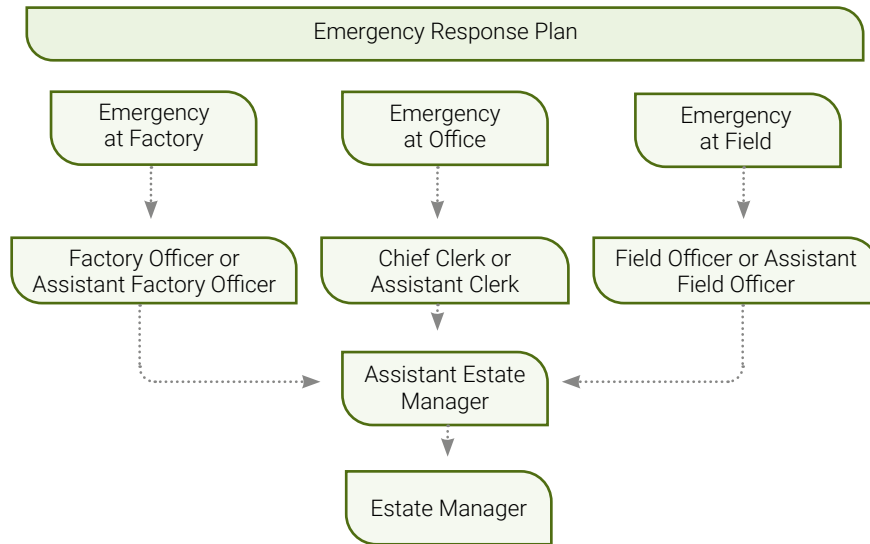 Emergency Response Plan
Emergency
at Factory
Emergency
at Office
Emergency
at Field
Factory Officer or
Assistant Factory Officer
Chief Clerk or
Assistant Clerk
Field Officer or Assistant
Field Officer
Assistant Estate
Manager
Estate Manager